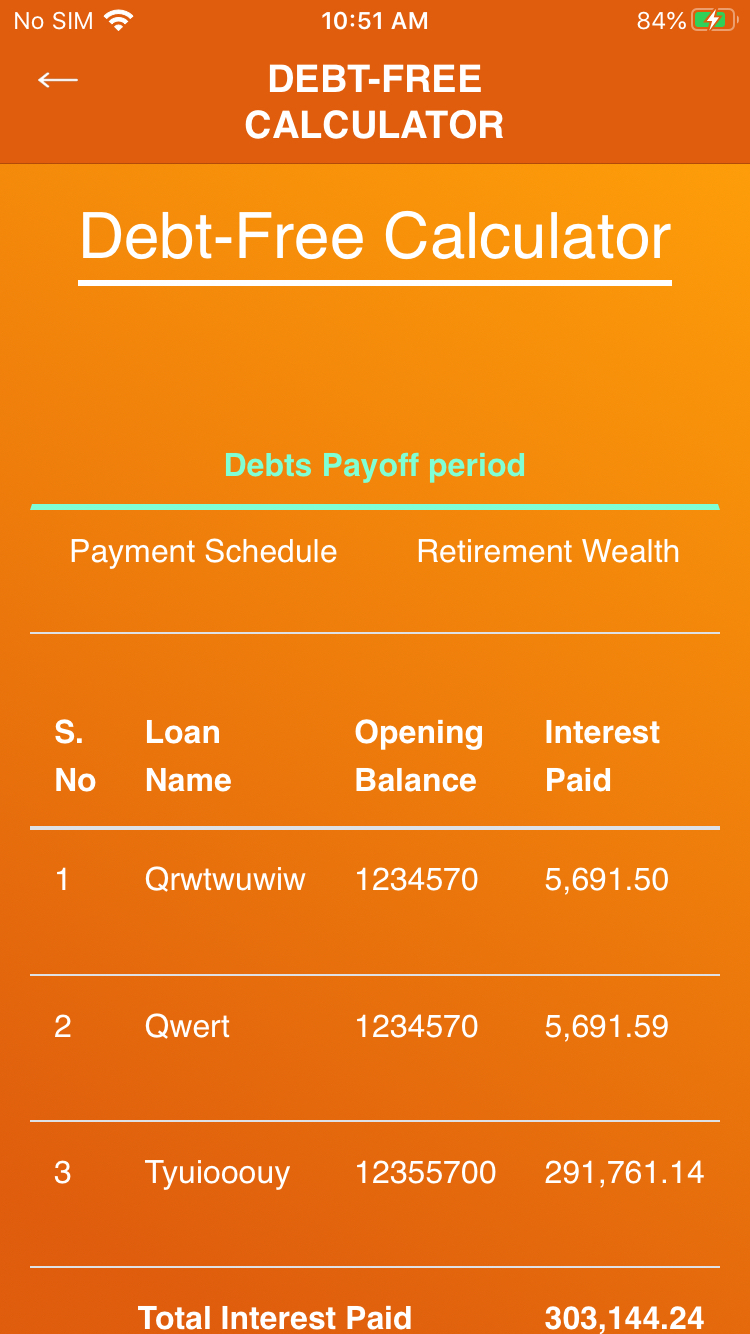 No SIM 10:51 AM 84%
DEBT-FREE
CALCULATOR
Debt-Free Calculator
Debts Payoff period
Payment Schedule Retirement Wealth
S. Loan Opening Interest
No Name Balance Paid
1 Qrwtwuwiw 1234570 5,691.50
2 Qwert 1234570 5,691.59
3 Tyuiooouy 12355700 291,761.14
Total Interest Paid 303,144.24